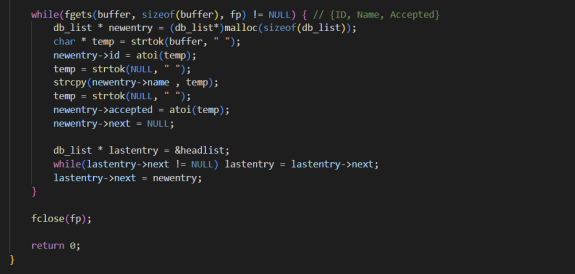 while(fgets(buffer, sizeof(buffer), fp) != NULL) { // {ID, Name, Accepted}
db_list * newentry = (db_list*)malloc(sizeof(db_list));
char * temp = strtok(buffer, " ");
newentry->id = atoi(temp);
temp = strtok(NULL, " ");
strcpy(newentry->name , temp);
temp = strtok(NULL, " ");
newentry->accepted = atoi(temp);
newentry->next = NULL;
db_list * lastentry = &headlist;
while(lastentry->next != NULL) lastentry = lastentry->next;
lastentry->next = newentry;
}
fclose(fp);
return 0;
}